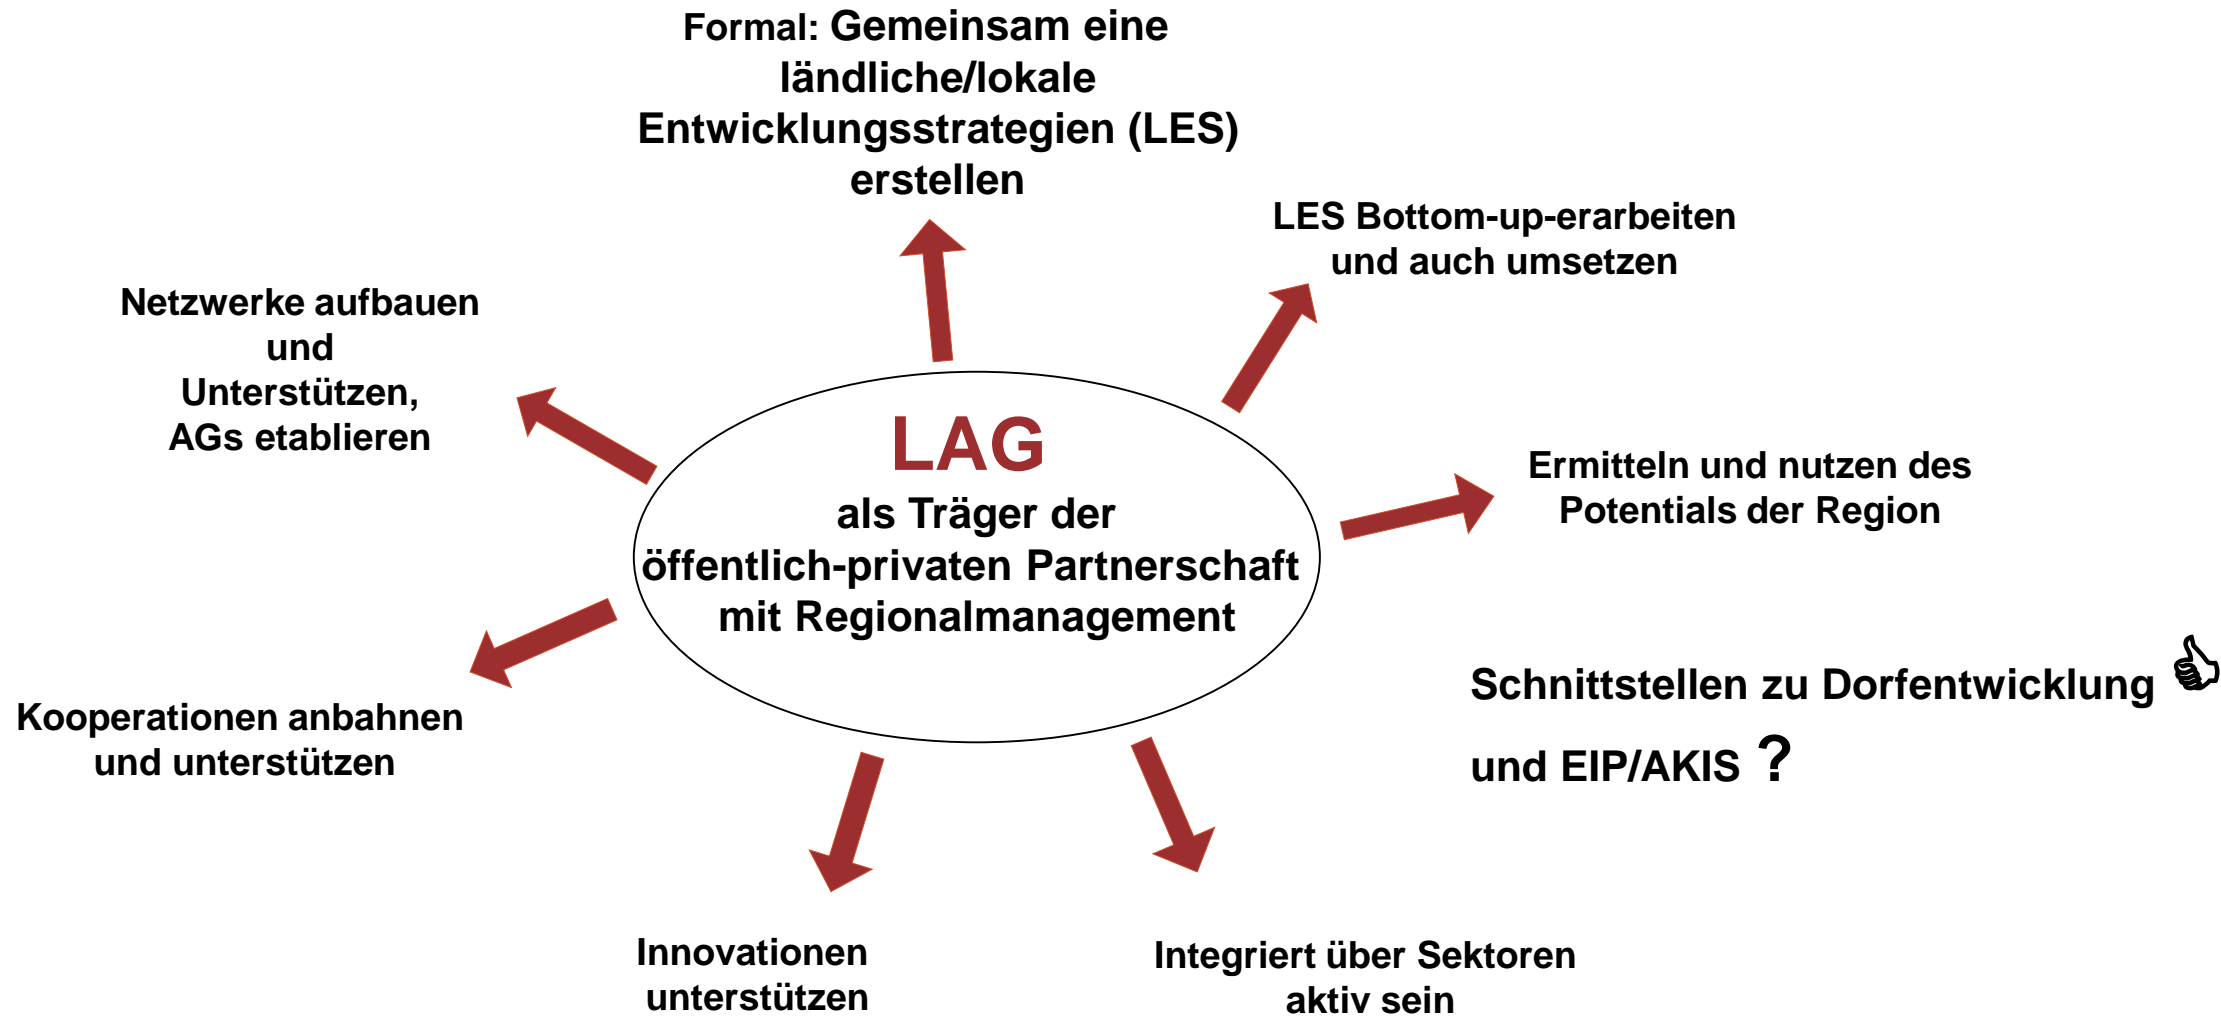 Formal: Gemeinsam eine
ländliche/lokale
Entwicklungsstrategien (LES)
erstellen
LES Bottom-up-erarbeiten
und auch umsetzen
Netzwerke aufbauen
und
Unterstützen,
AGs etablieren
LAG
als Träger der
öffentlich-privaten Partnerschaft
mit Regionalmanagement
Ermitteln und nutzen des
Potentials der Region
Schnittstellen zu Dorfentwicklung
und EIP/AKIS ?
Kooperationen anbahnen
und unterstützen
Innovationen
unterstützen
Integriert über Sektoren
aktiv sein